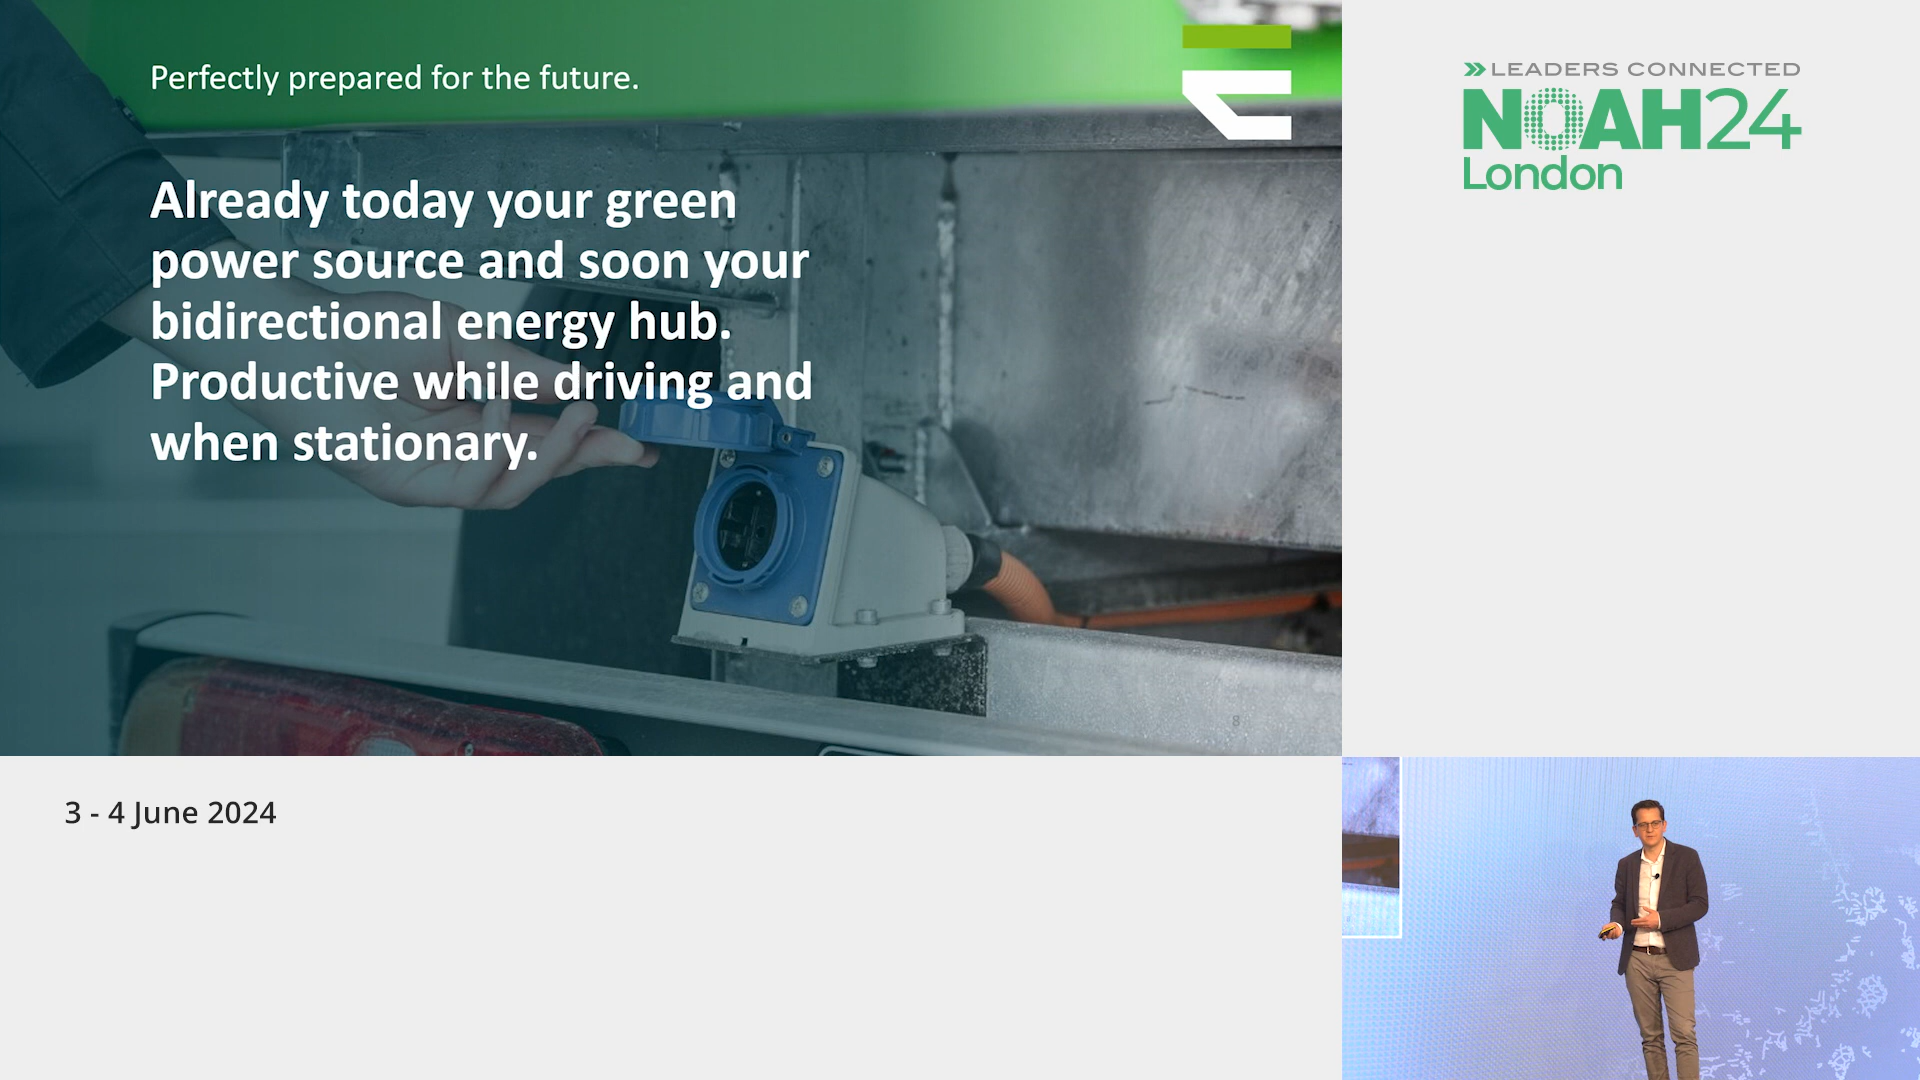 Perfectly prepared for the future.
Already today your green
power source and soon your
bidirectional energy hub.
Productive while driving and
when stationary.
8
LEADERS CONNECTED
NOAH24
London
3 - 4 June 2024